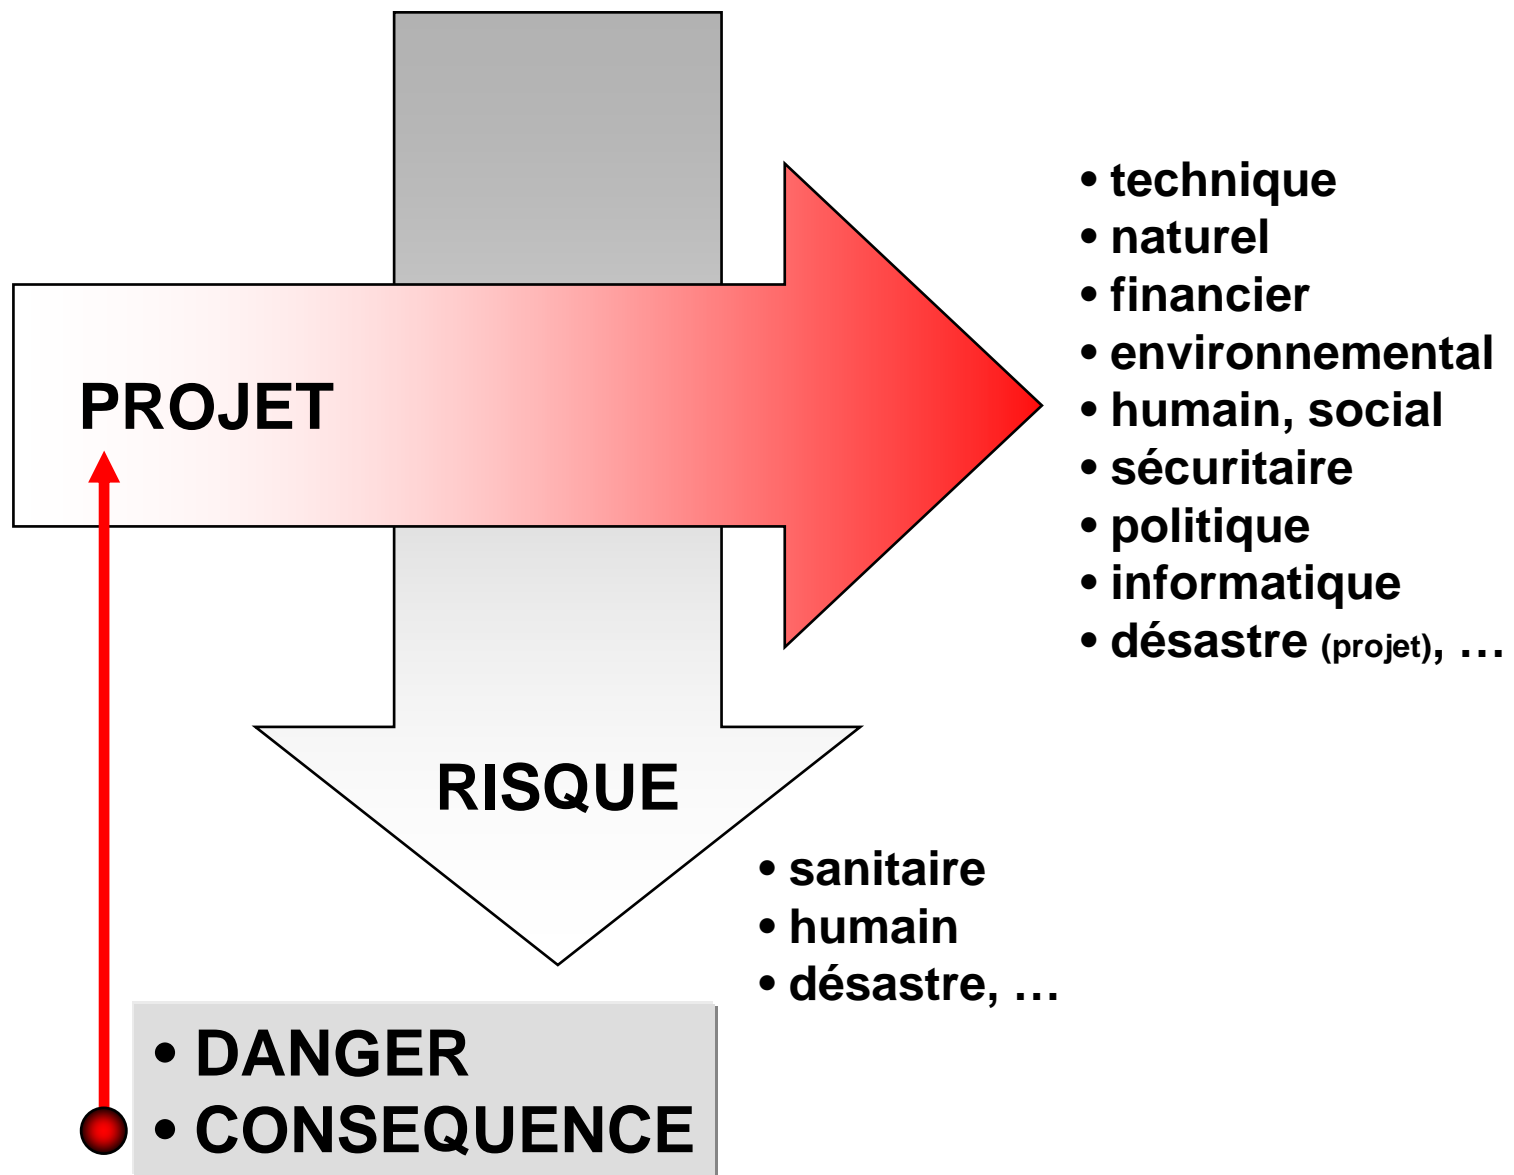 • technique
• naturel
• financier
• environnemental
PROJET
• humain, social
• sécuritaire
• politique
• informatique
• désastre (projet), …
RISQUE
• sanitaire
• humain
• désastre, …
• DANGER
• CONSEQUENCE